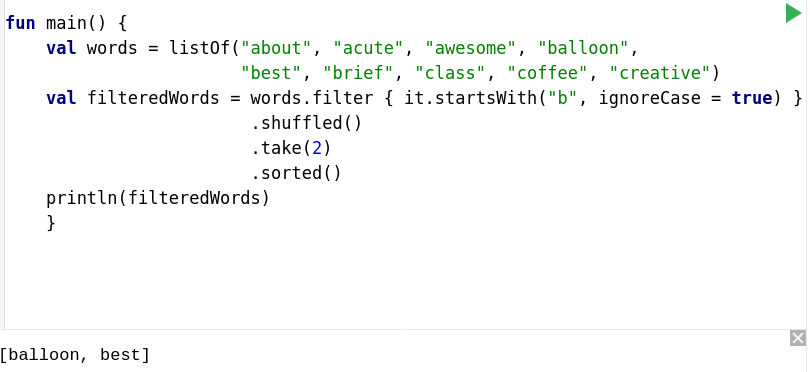 fun main() {
    val words = listOf("about", "acute", "awesome", "balloon",
                       "best", "brief", "class", "coffee", "creative")
    val filteredWords = words.filter { it.startsWith("b", ignoreCase = true) }
                        .shuffled()
                        .take(2)
                        .sorted()
    println(filteredWords)
    }
[balloon, best]